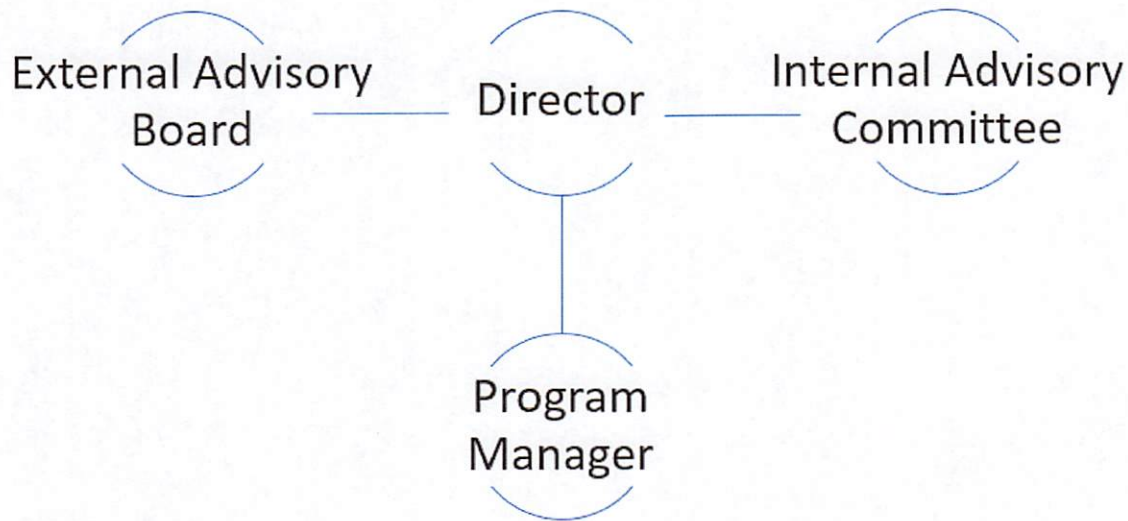 External Advisory
Board
Director
Internal Advisory
Committee
Program
Manager